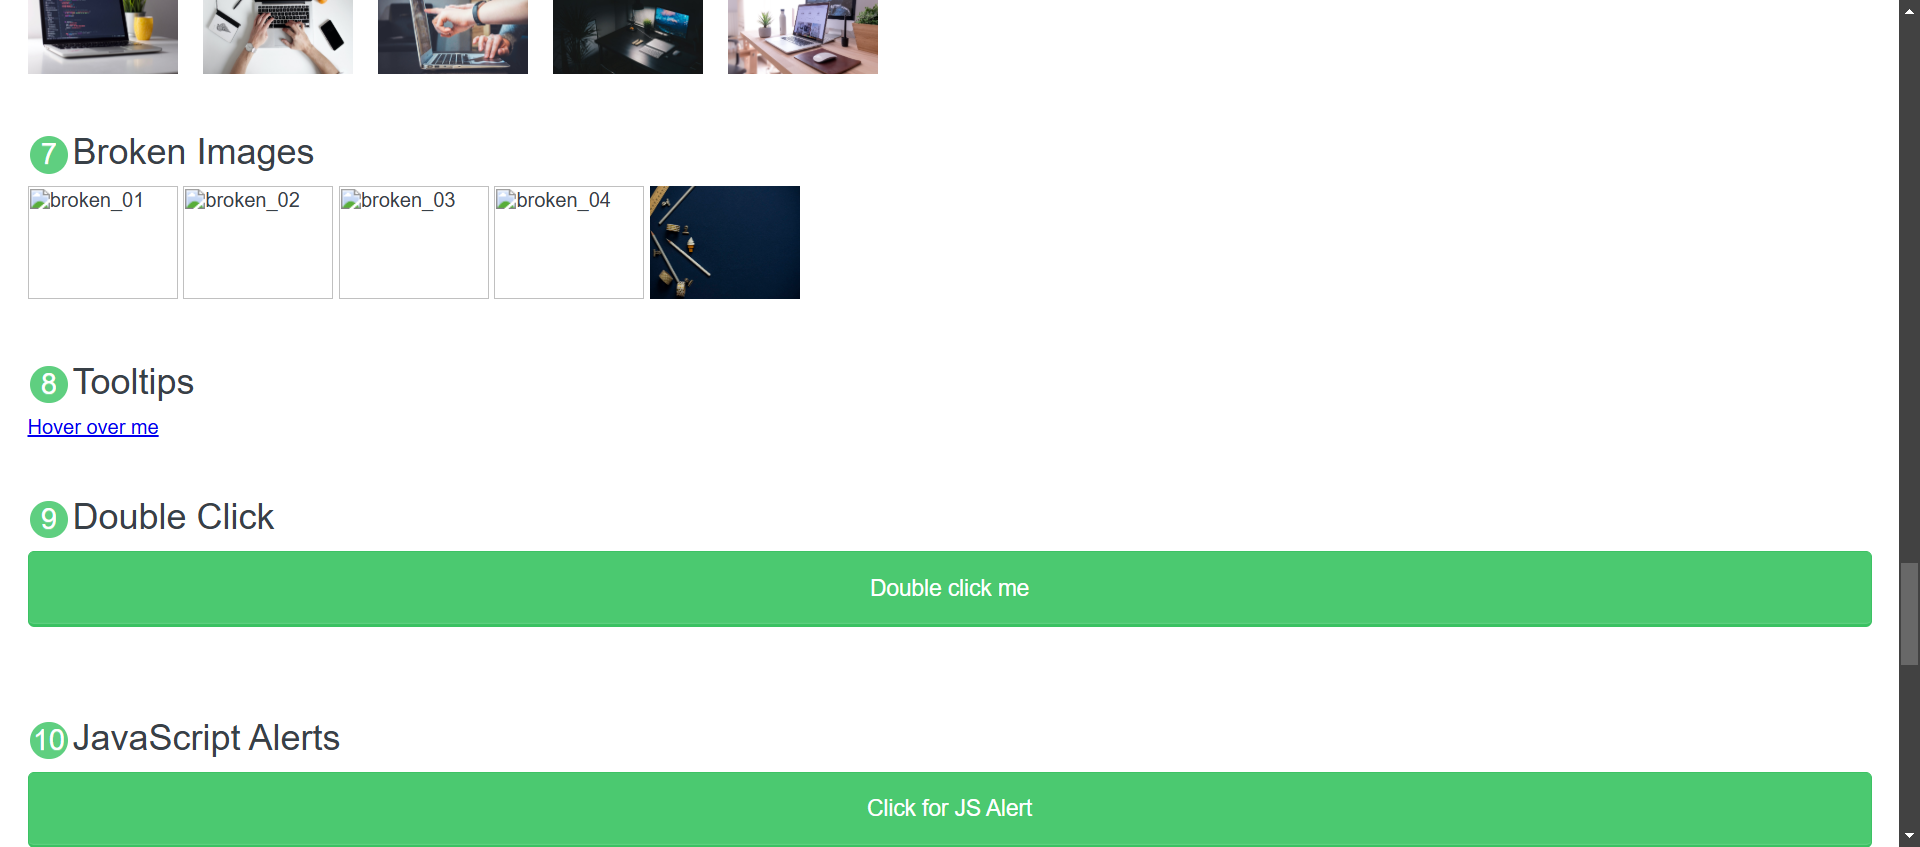 7 Broken Images
broken_01 broken_02 broken_03 broken_04
8 Tooltips
Hover over me
9 Double Click
Double click me
10 JavaScript Alerts
Click for JS Alert